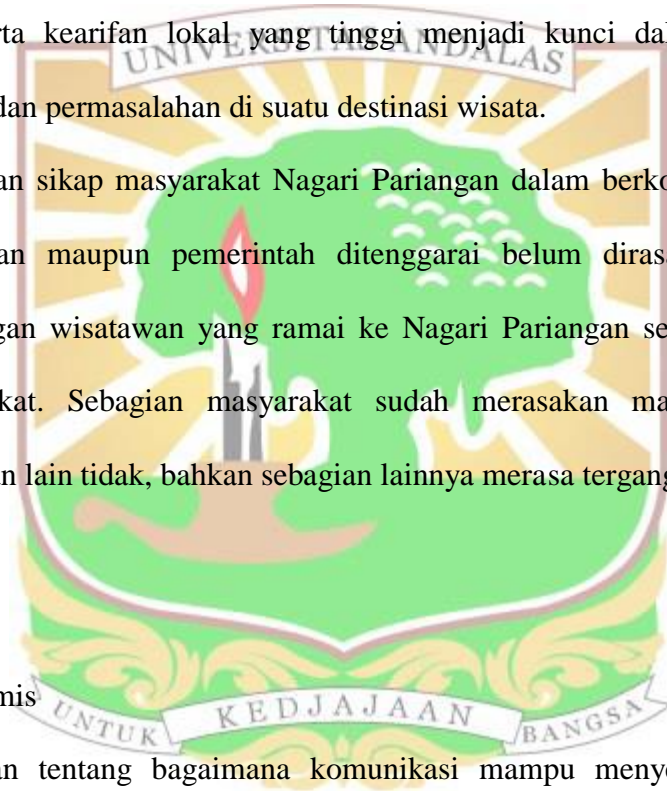 rta kearifan lokal yang tinggi menjadi kunci dal
UNIVERSITAS ANDALAS
dan permasalahan di suatu destinasi wisata.
an sikap masyarakat Nagari Pariangan dalam berko
an maupun pemerintah ditenggarai belum dirasa
gan wisatawan yang ramai ke Nagari Pariangan se
kat. Sebagian masyarakat sudah merasakan ma
an lain tidak, bahkan sebagian lainnya merasa tergang
mis
UNTUK KEDJAJAAN BANGSA
an tentang bagaimana komunikasi mampu menye